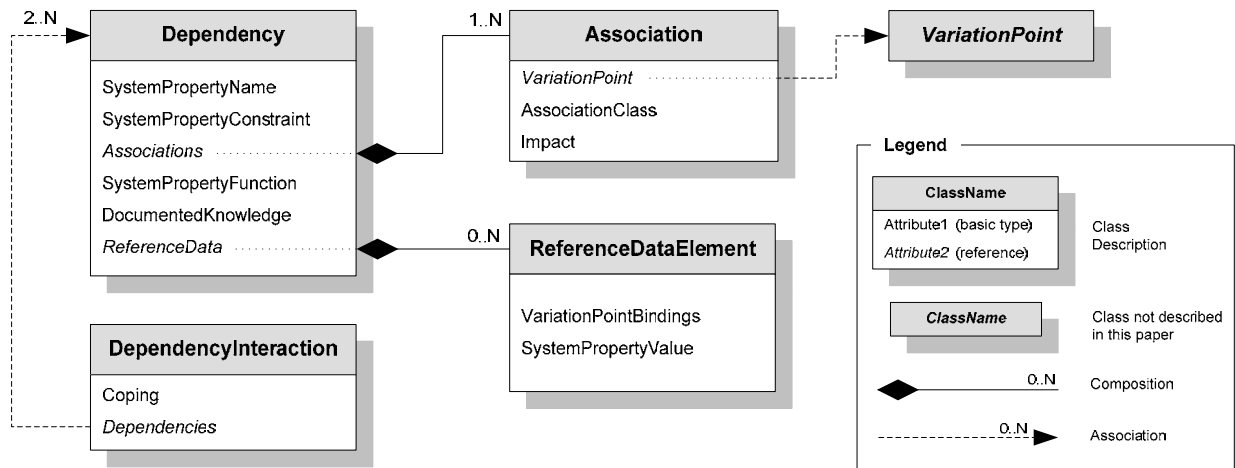 2..N
Dependency
SystemPropertyName
SystemPropertyConstraint
Associations
SystemPropertyFunction
DocumentedKnowledge
ReferenceData
1..N
Association
VariationPoint
AssociationClass
Impact
VariationPoint
0..N
ReferenceDataElement
VariationPointBindings
SystemPropertyValue
DependencyInteraction
Coping
Dependencies
Legend
ClassName
Attribute1 (basic type)
Attribute2 (reference)
Class
Description
ClassName
Class not described
in this paper
0..N
Composition
0..N
Association